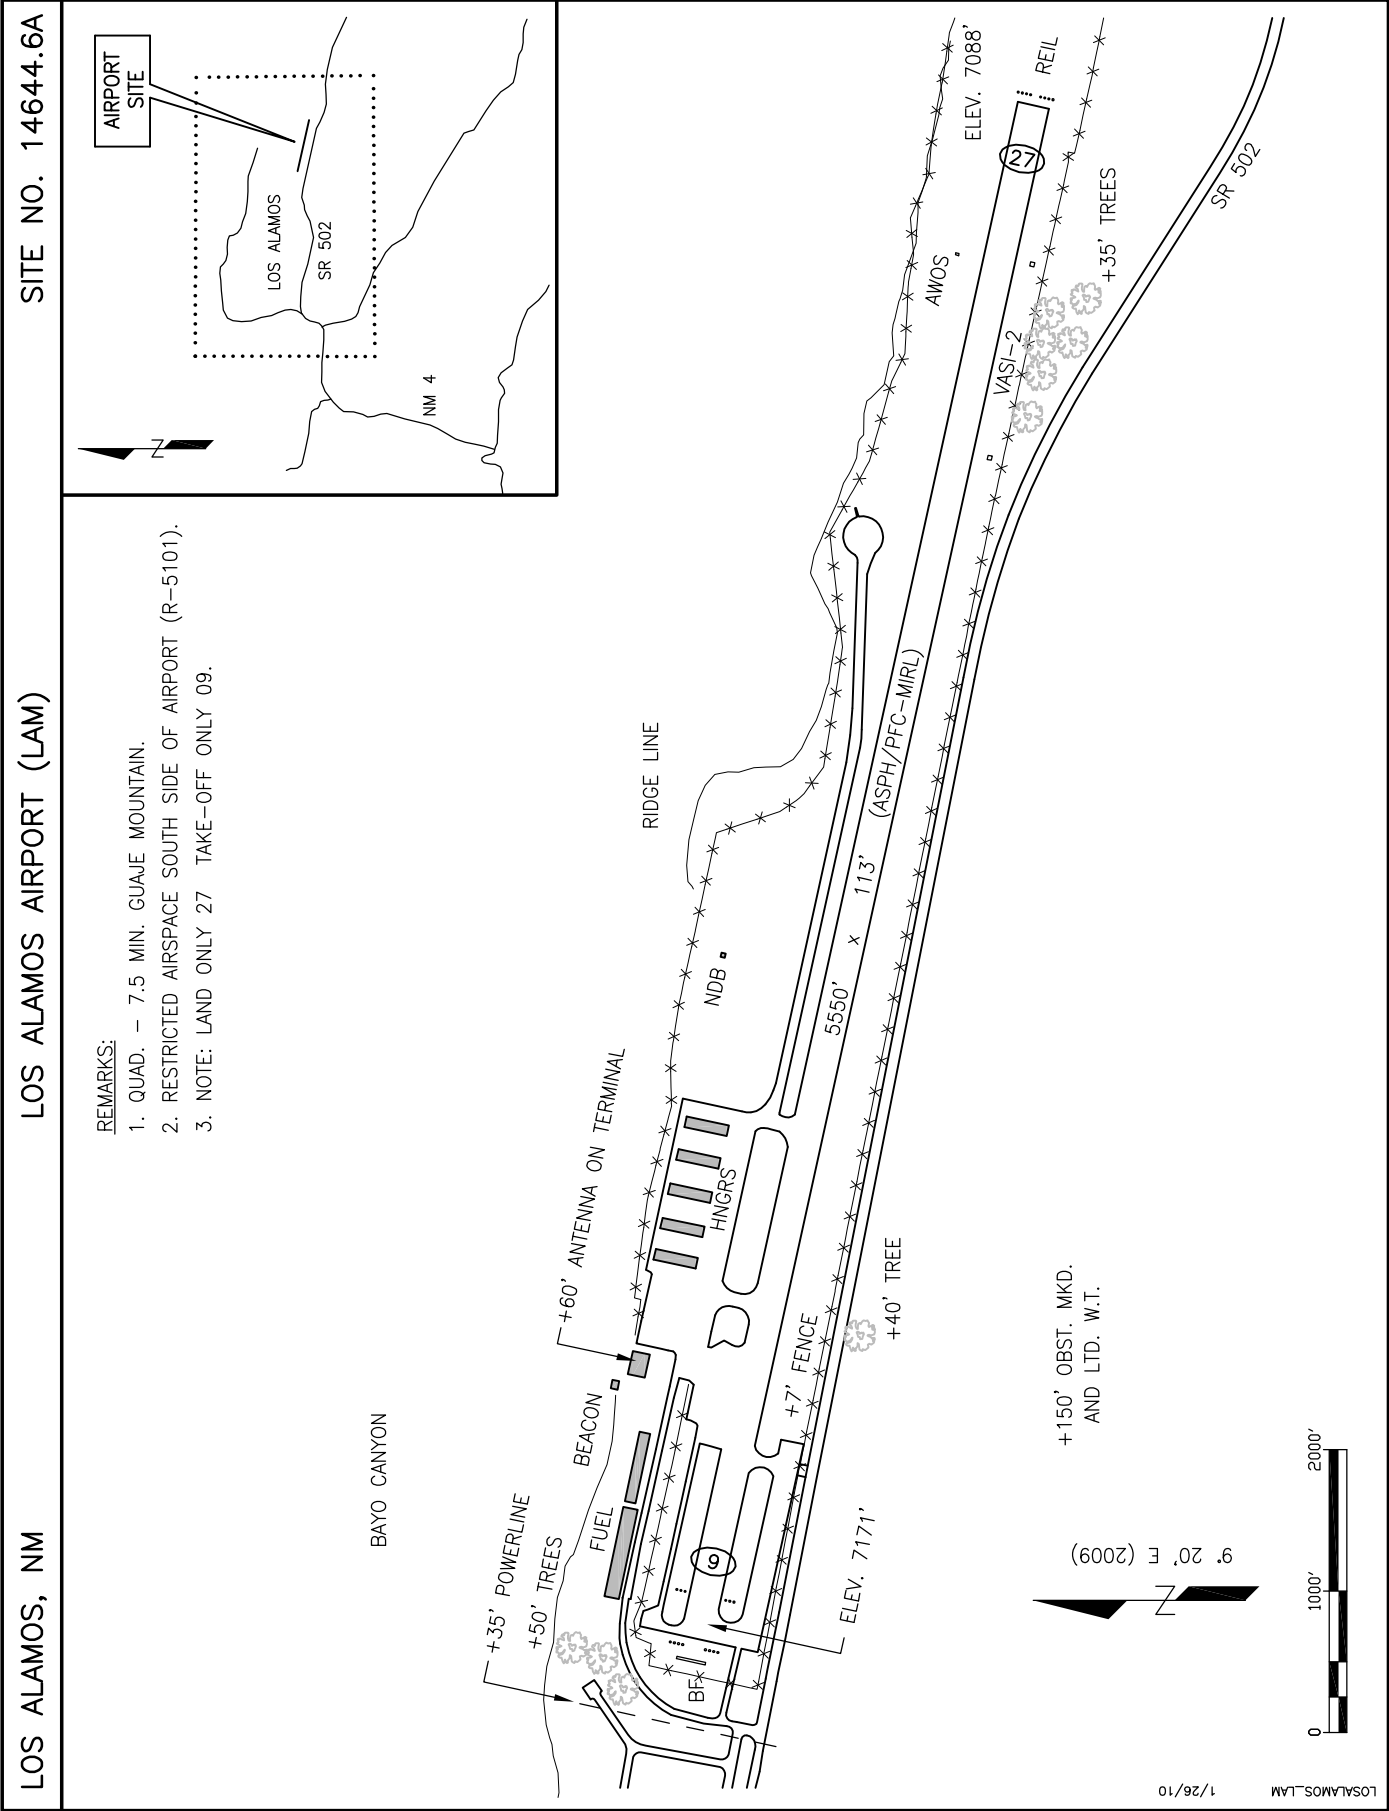 LOS ALAMOS, NM
LOS ALAMOS AIRPORT (LAM)
SITE NO. 14644.6A
REMARKS:
1. QUAD. – 7.5 MIN. GUAJE MOUNTAIN.
2. RESTRICTED AIRSPACE SOUTH SIDE OF AIRPORT (R–5101).
3. NOTE: LAND ONLY 27 TAKE–OFF ONLY 09.
AIRPORT
SITE
LOS ALAMOS
SR 502
NM 4
N
BAYO CANYON
RIDGE LINE
+35' POWERLINE
+50' TREES
FUEL
BEACON
+60' ANTENNA ON TERMINAL
HNGRS
NDB
BF
9
5550'
x
113'
(ASPH/PFC–MIRL)
AWOS
ELEV. 7088'
REIL
27
VASI–2
+35' TREES
SR 502
ELEV. 7171'
+7' FENCE
+40' TREE
+150' OBST. MKD.
AND LTD. W.T.
9° 20' E (2009)
N
0
1000'
2000'
1/26/10
LOSALAMOS_LAM